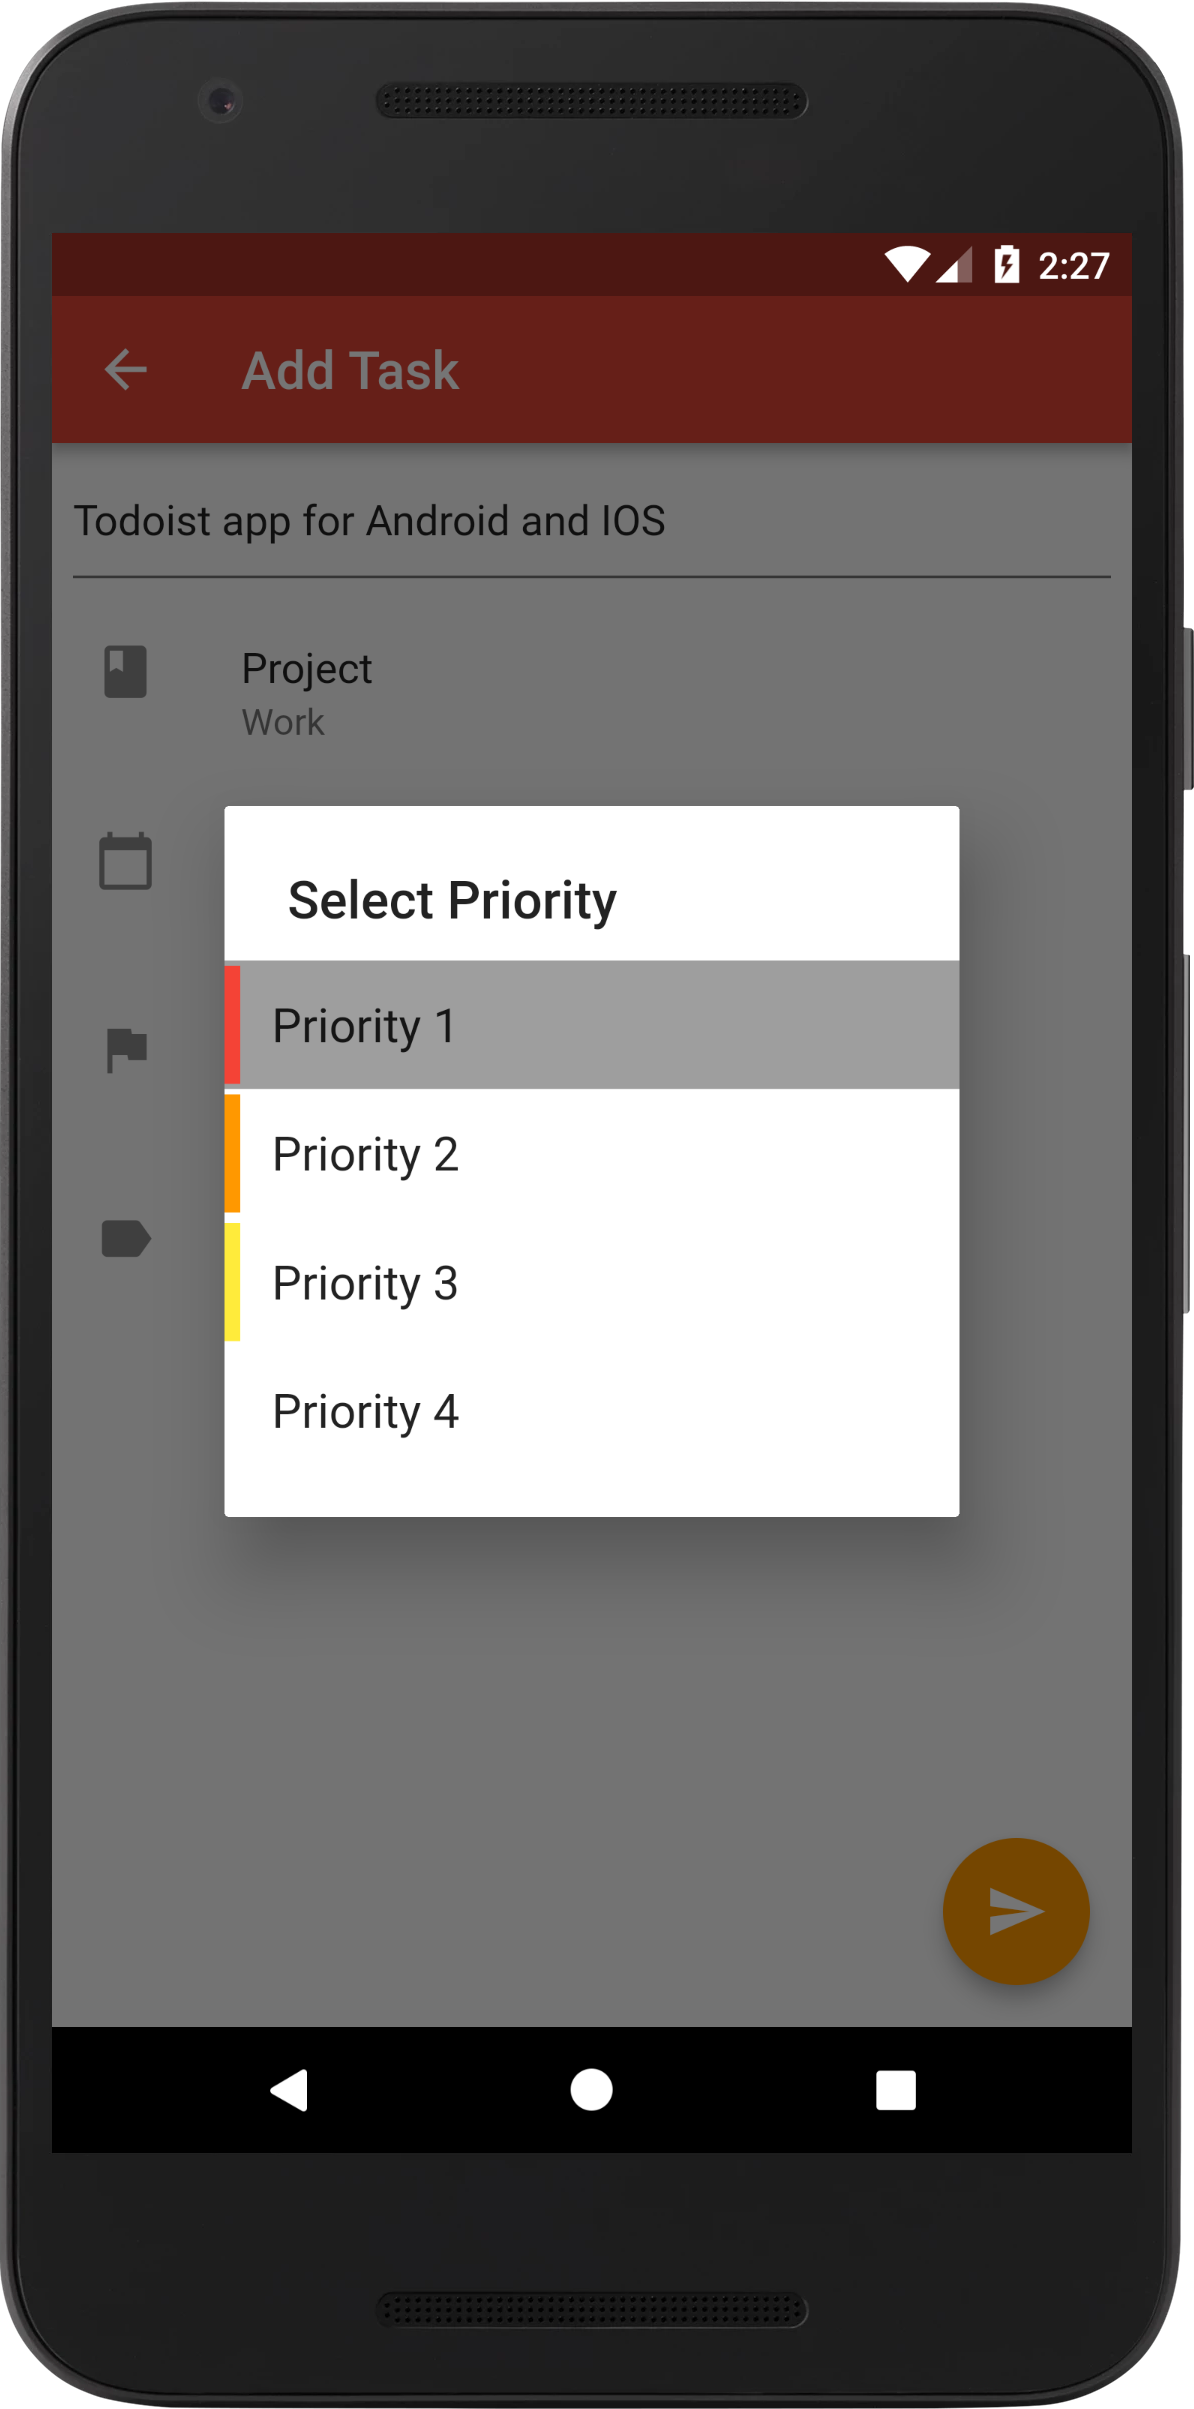 2:27
Add Task
Todoist app for Android and IOS
Project
Work
Select Priority
Priority 1
Priority 2
Priority 3
Priority 4